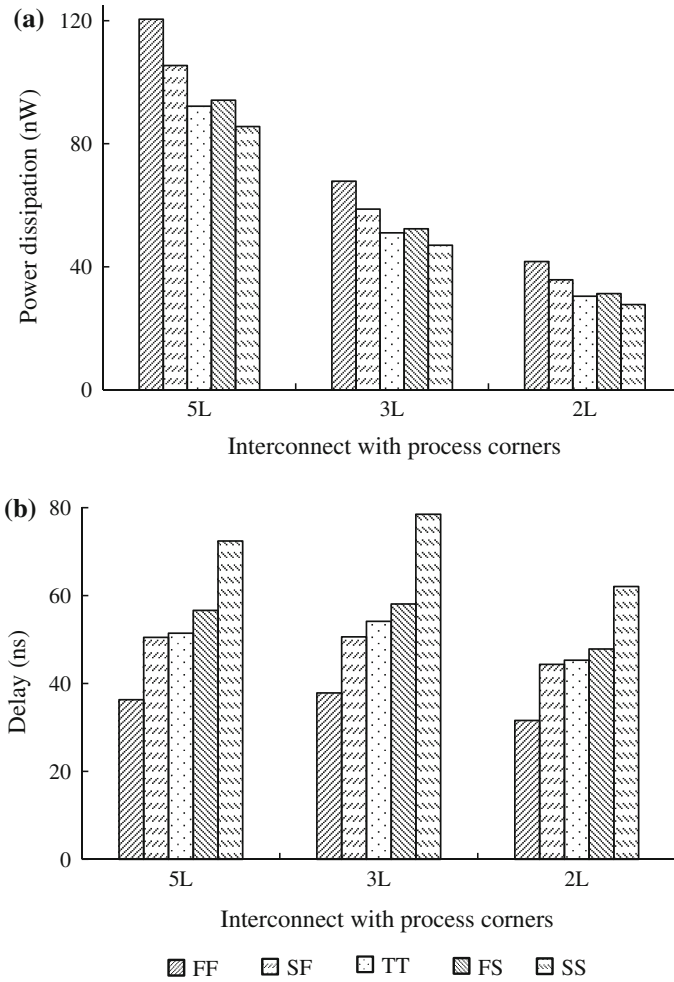 (a)
120
80
40
0
Power dissipation (nW)
5L 3L 2L
Interconnect with process corners
(b)
80
60
40
20
0
Delay (ns)
5L 3L 2L
Interconnect with process corners
FF SF TT FS SS